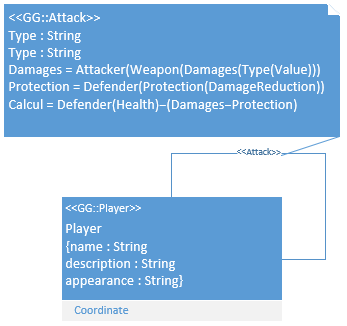 <<GG::Attack>>
Type : String
Type : String
Damages = Attacker(Weapon(Damages(Type(Value)))
Protection = Defender(Protection(DamageReduction))
Calcul = Defender(Health)−(Damages−Protection)
<<Attack>>
<<GG::Player>>
Player
{name : String
description : String
appearance : String}
Coordinate